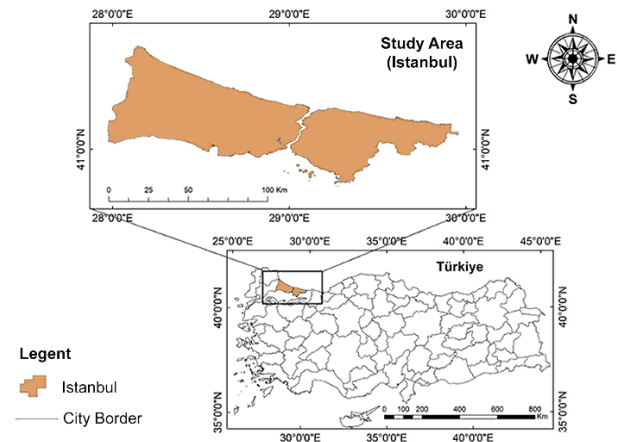 28°0'0"E 29°0'0"E 30°0'0"E
Study Area
(Istanbul)
N
W E
S
41°0'0"N 41°0'0"N
0 25 50 100 Km
28°0'0"E 29°0'0"E 30°0'0"E
25°0'0"E 30°0'0"E 35°0'0"E 40°0'0"E 45°0'0"E
Türkiye
40°0'0"N 40°0'0"N
Legent
Istanbul
City Border
35°0'0"N 35°0'0"N
0 100 200 400 600 800
Km
30°0'0"E 35°0'0"E 40°0'0"E